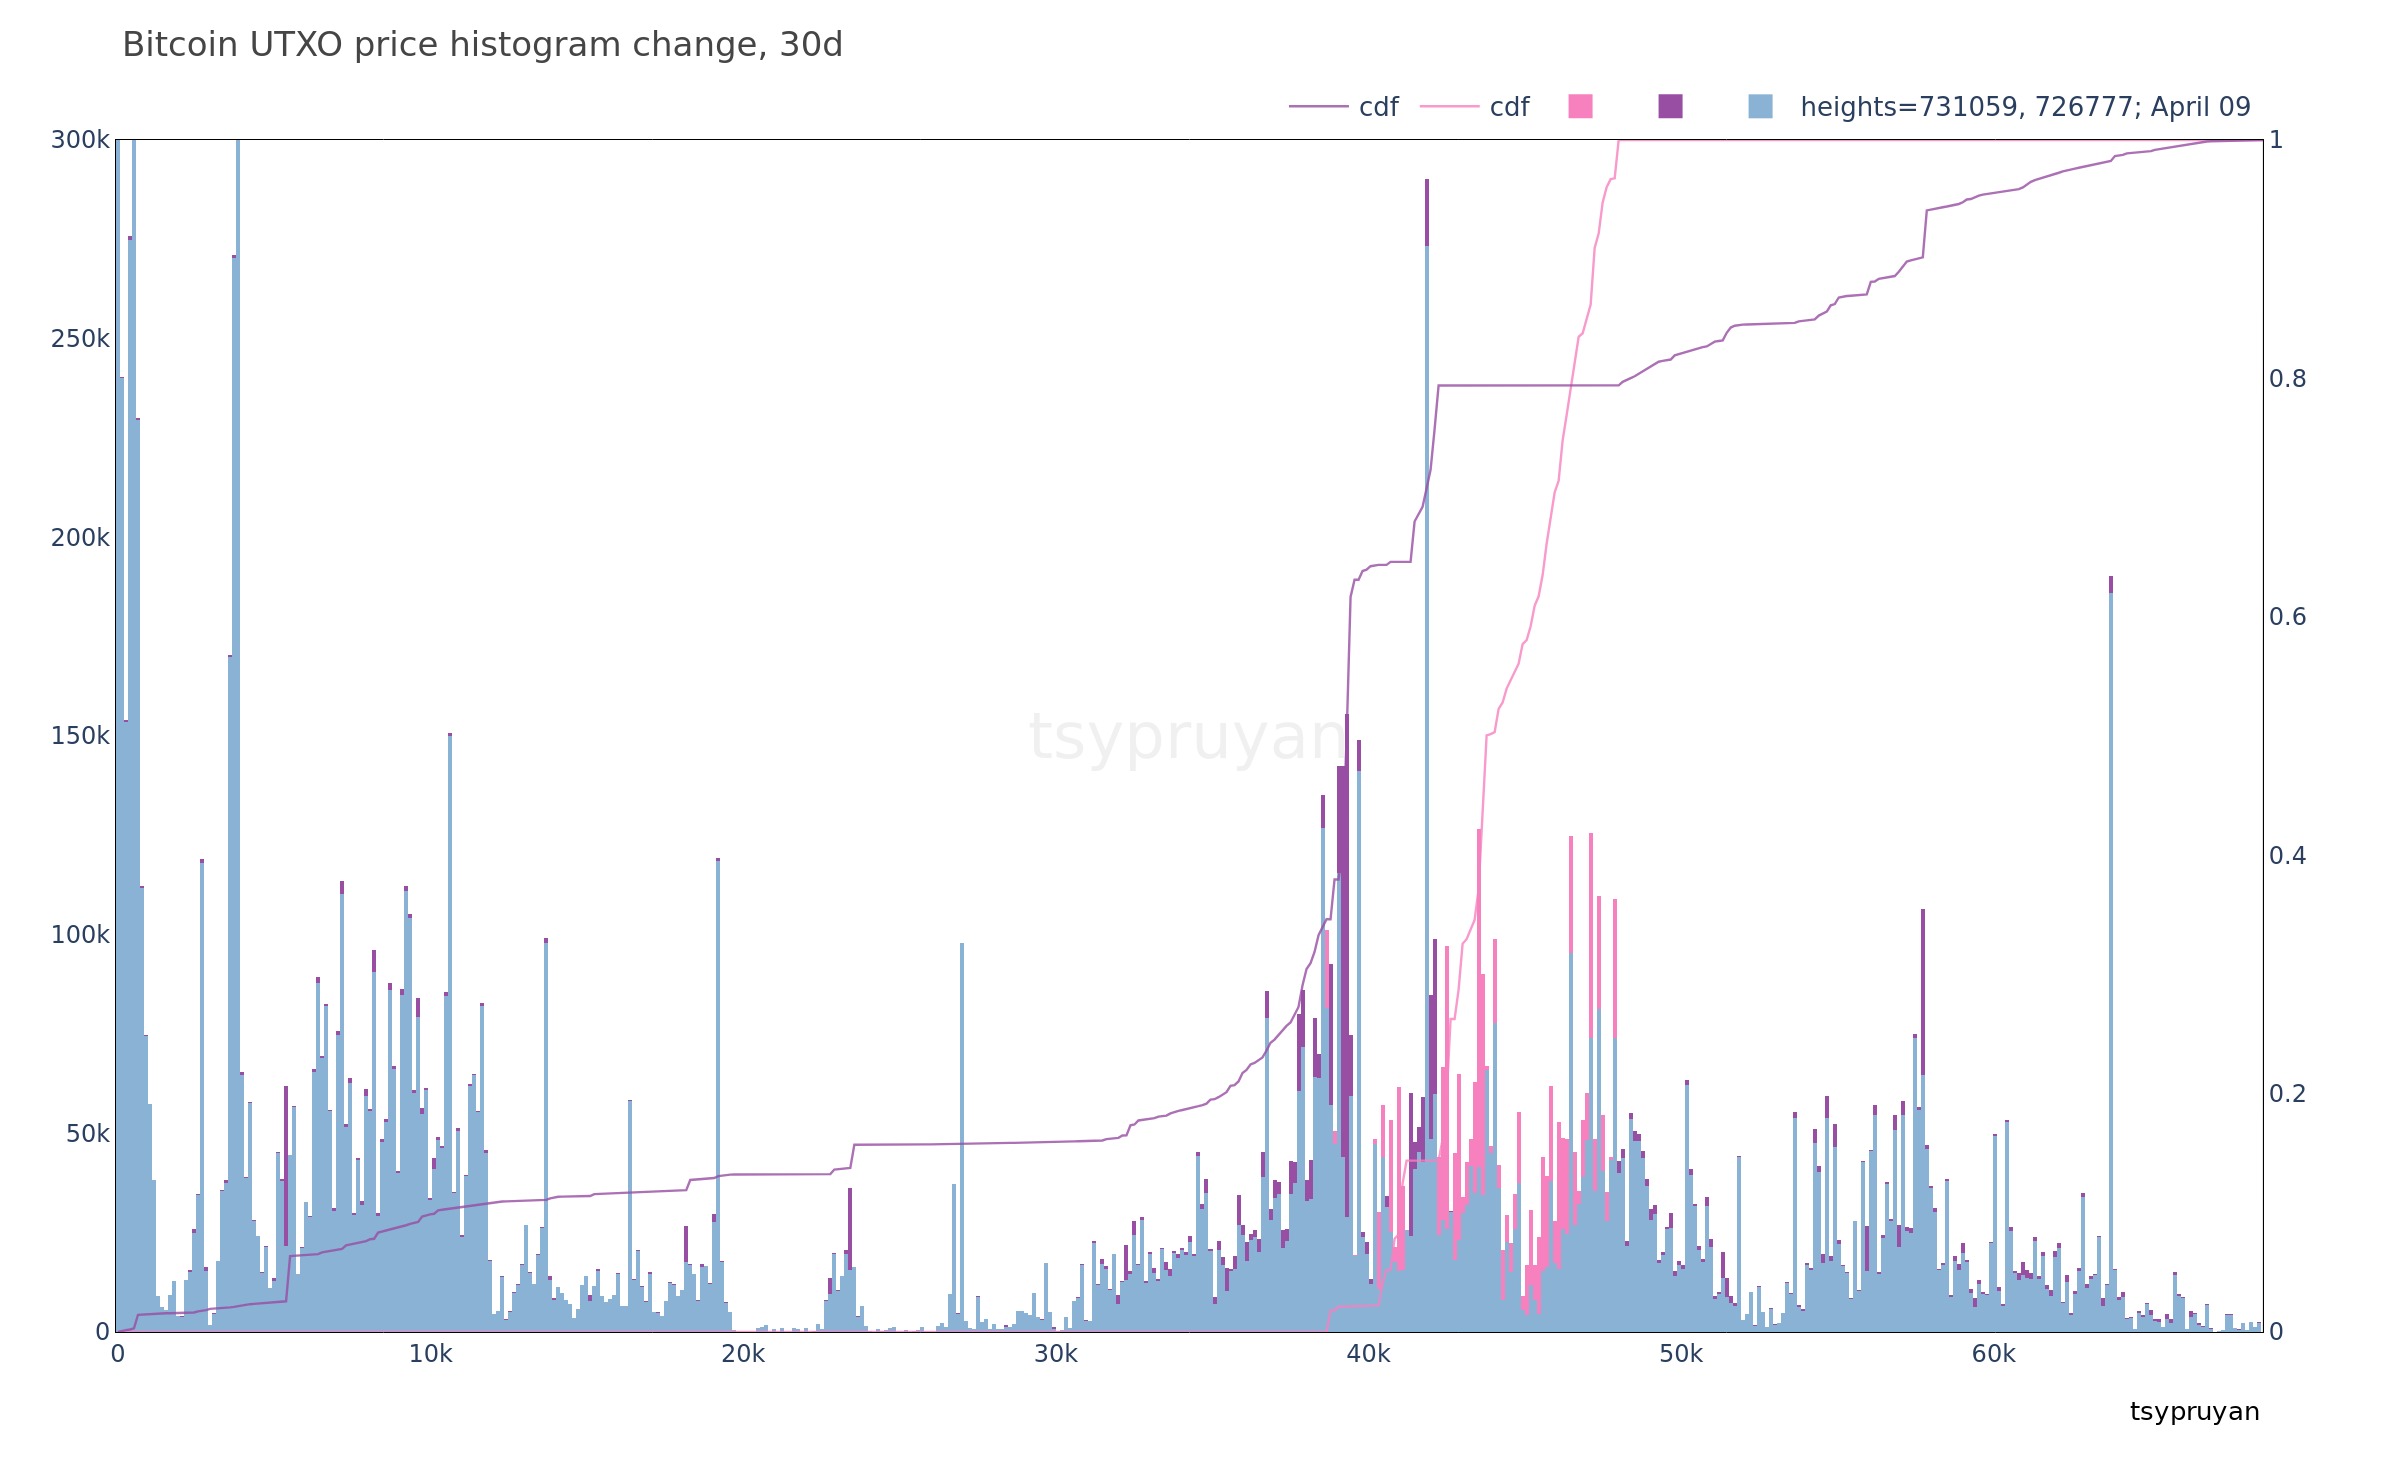 Bitcoin UTXO price histogram change, 30d
cdf cdf heights=731059, 726777; April 09
300k 1
250k
0.8
200k
0.6
150k
tsypruyan
0.4
100k
0.2
50k
0 0
0 10k 20k 30k 40k 50k 60k
tsypruyan